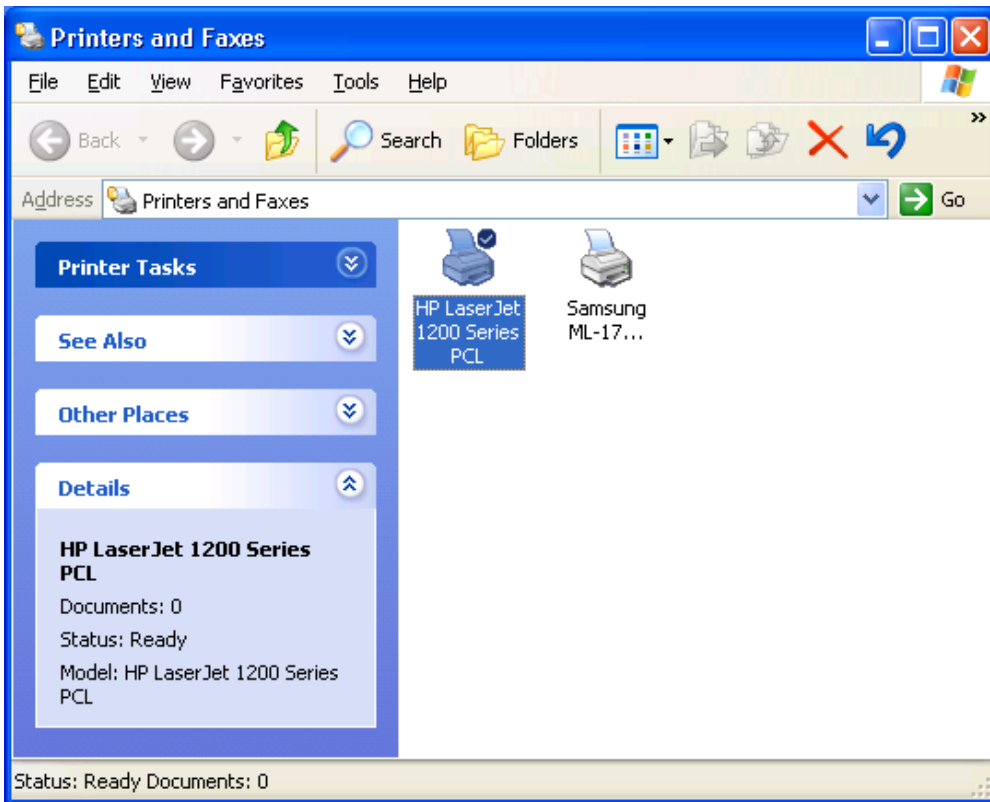 Printers and Faxes
File Edit View Favorites Tools Help
Back Search Folders »
Address Printers and Faxes Go
Printer Tasks
See Also
Other Places
Details
HP LaserJet 1200 Series
PCL
Documents: 0
Status: Ready
Model: HP LaserJet 1200 Series
PCL
HP LaserJet
1200 Series
PCL
Samsung
ML-17...
Status: Ready Documents: 0